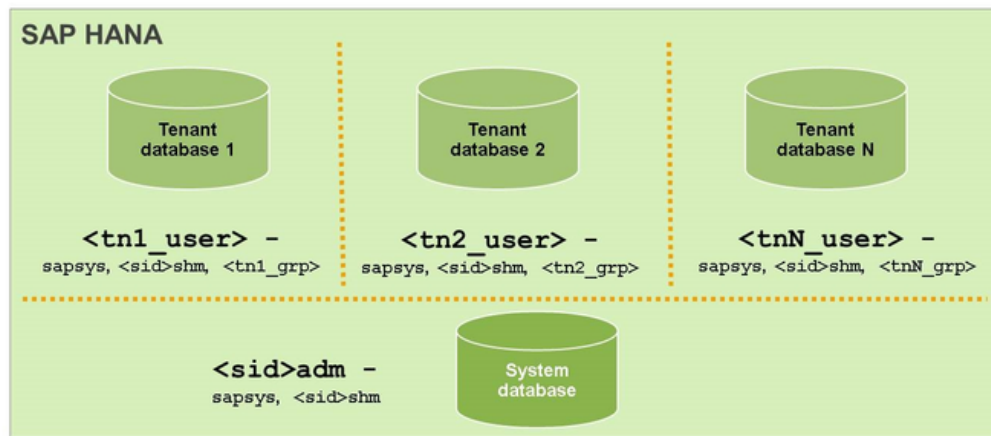 SAP HANA
Tenant
database 1
Tenant
database 2
Tenant
database N
<tn1_user> -
sapsys, <sid>shm, <tn1_grp>
<tn2_user> -
sapsys, <sid>shm, <tn2_grp>
<tnN_user> -
sapsys, <sid>shm, <tnN_grp>
<sid>adm -
sapsys, <sid>shm
System
database